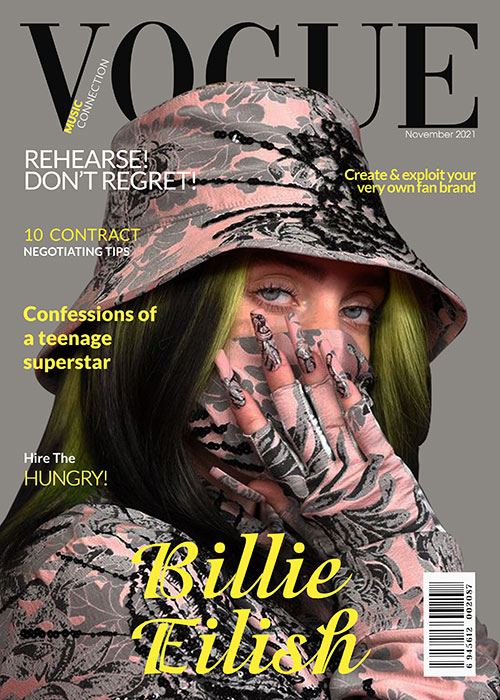 VOGUE
MUSIC
CONNECTION
November 2021
REHEARSE!
DON'T REGRET!
Create & exploit your
very own fan brand
10 CONTRACT
NEGOTIATING TIPS
Confessions of
a teenage
superstar
Hire The
HUNGRY!
Billie
Eilish
6 945612 002087